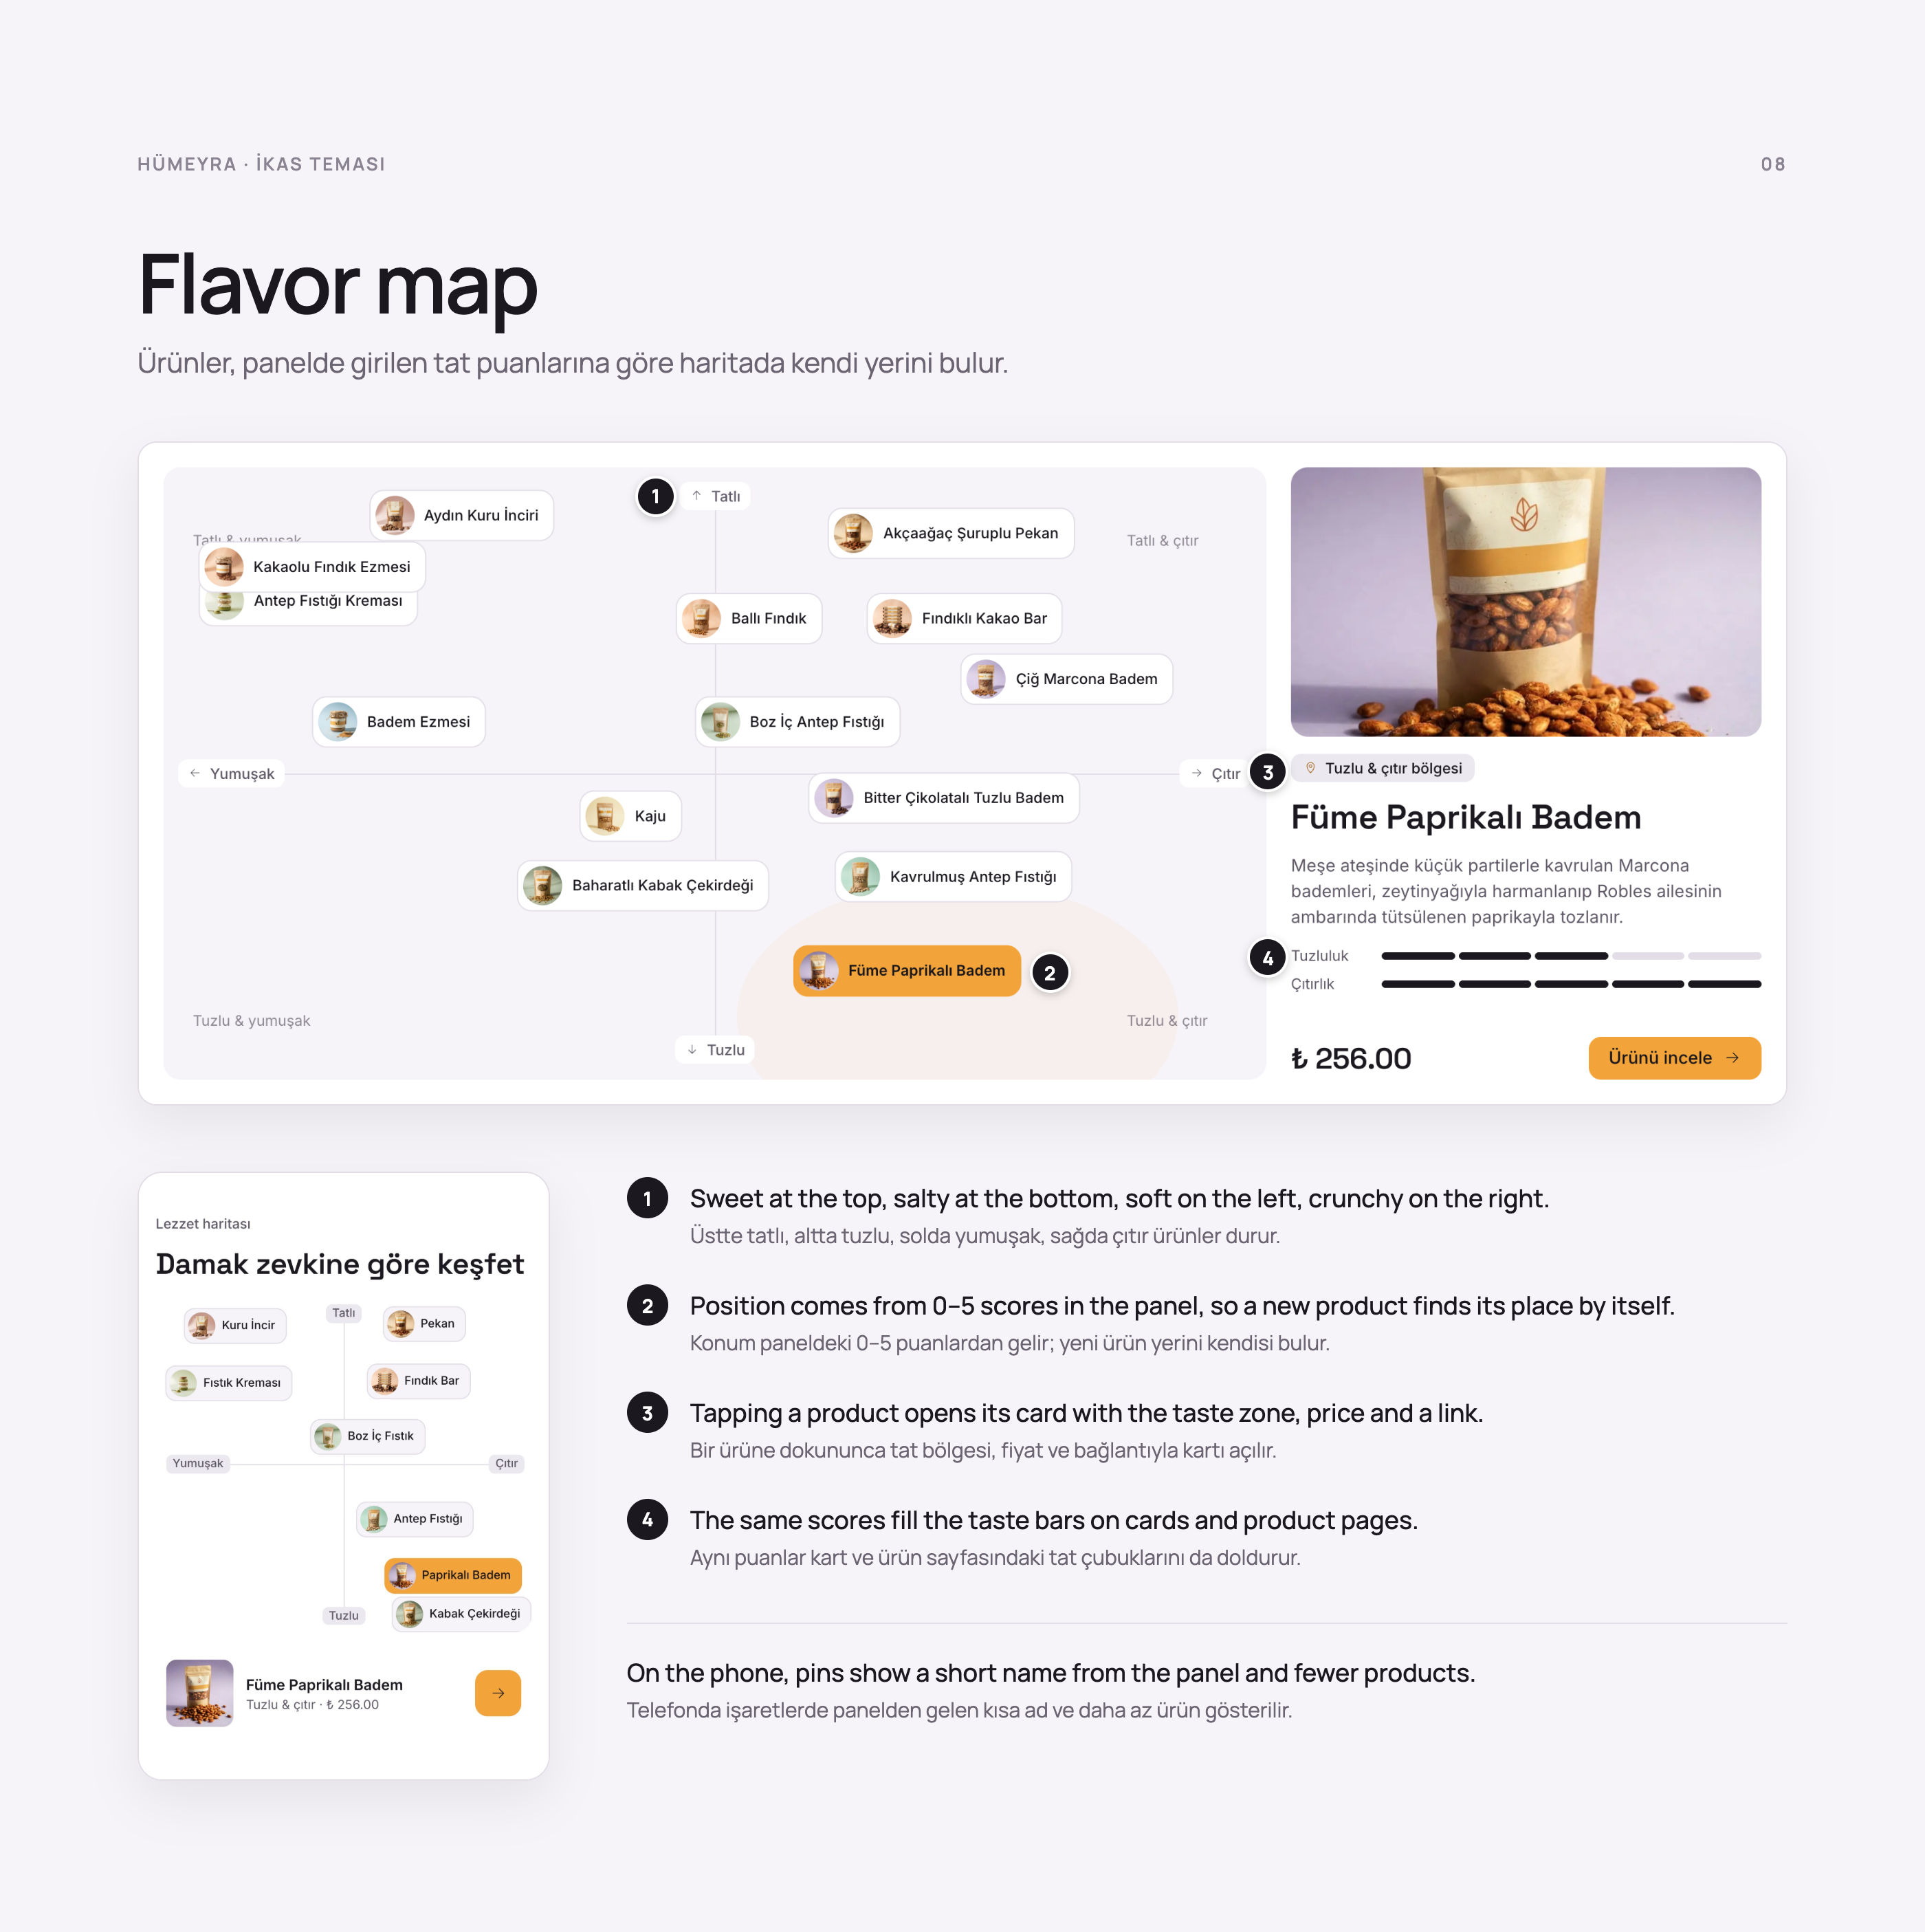 HÜMEYRA · İKAS TEMASI
08
Flavor map
Ürünler, panelde girilen tat puanlarına göre haritada kendi yerini bulur.
1
↑ Tatlı
Aydın Kuru İnciri
Akçaağaç Şuruplu Pekan
Tatlı & yumuşak
Tatlı & çıtır
Kakaolu Fındık Ezmesi
Antep Fıstığı Kreması
Ballı Fındık
Fındıklı Kakao Bar
Çiğ Marcona Badem
Badem Ezmesi
Boz İç Antep Fıstığı
← Yumuşak
→ Çıtır
Bitter Çikolatalı Tuzlu Badem
Kaju
Kavrulmuş Antep Fıstığı
Baharatlı Kabak Çekirdeği
Füme Paprikalı Badem
2
Tuzlu & yumuşak
Tuzlu & çıtır
↓ Tuzlu
3
Tuzlu & çıtır bölgesi
Füme Paprikalı Badem
Meşe ateşinde küçük partilerle kavrulan Marcona
bademleri, zeytinyağıyla harmanlanıp Robles ailesinin
ambarında tütsülenen paprikayla tozlanır.
4
Tuzluluk
Çıtırlık
₺ 256.00
Ürünü incele →
Lezzet haritası
Damak zevkine göre keşfet
Tatlı
Kuru İncir
Pekan
Fıstık Kreması
Fındık Bar
Boz İç Fıstık
Yumuşak
Çıtır
Antep Fıstığı
Paprikalı Badem
Kabak Çekirdeği
Tuzlu
Füme Paprikalı Badem
Tuzlu & çıtır · ₺ 256.00
→
1
Sweet at the top, salty at the bottom, soft on the left, crunchy on the right.
Üstte tatlı, altta tuzlu, solda yumuşak, sağda çıtır ürünler durur.
2
Position comes from 0–5 scores in the panel, so a new product finds its place by itself.
Konum paneldeki 0–5 puanlardan gelir; yeni ürün yerini kendisi bulur.
3
Tapping a product opens its card with the taste zone, price and a link.
Bir ürüne dokununca tat bölgesi, fiyat ve bağlantıyla kartı açılır.
4
The same scores fill the taste bars on cards and product pages.
Aynı puanlar kart ve ürün sayfasındaki tat çubuklarını da doldurur.
On the phone, pins show a short name from the panel and fewer products.
Telefonda işaretlerde panelden gelen kısa ad ve daha az ürün gösterilir.